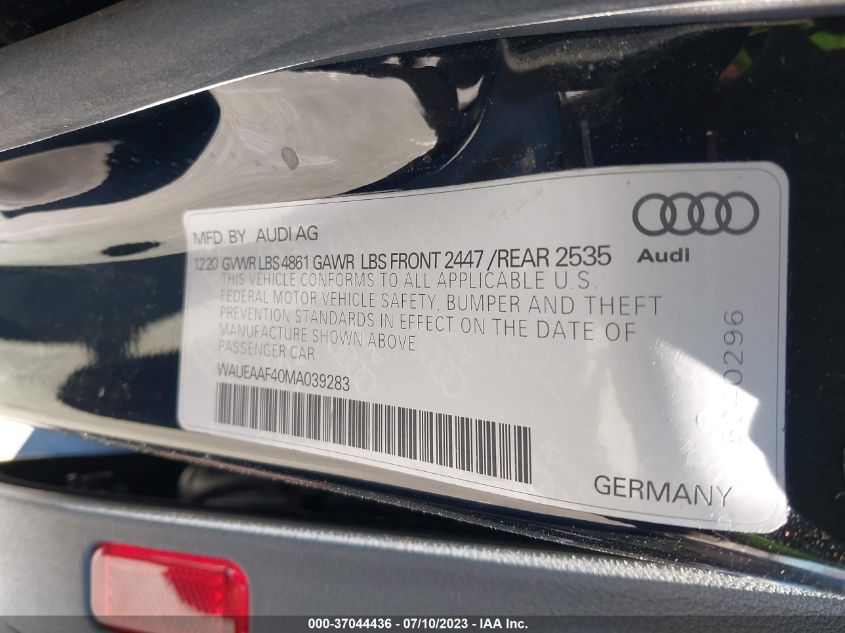 MFD. BY AUDI AG
12.20 GVWR LBS 4861 GAWR LBS FRONT 2447 /REAR 2535
THIS VEHICLE CONFORMS TO ALL APPLICABLE U.S.
FEDERAL MOTOR VEHICLE SAFETY, BUMPER AND THEFT
PREVENTION STANDARDS IN EFFECT ON THE DATE OF
MANUFACTURE SHOWN ABOVE
PASSENGER CAR
WAUEAAF40MA039283
Audi
GERMANY
000-37044436 - 07/10/2023 - IAA Inc.